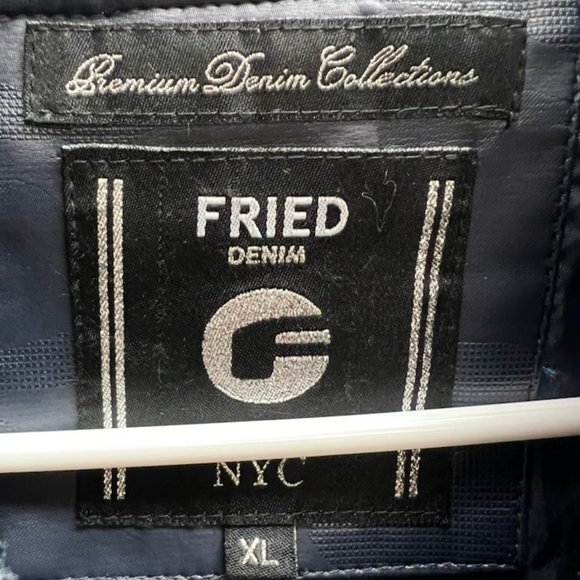 Premium Denim Collections
FRIED
DENIM
F
NYC
XL